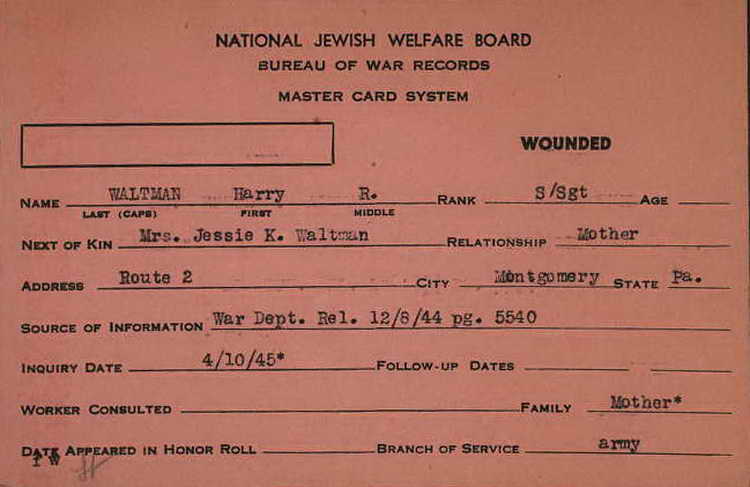 NATIONAL JEWISH WELFARE BOARD
BUREAU OF WAR RECORDS
MASTER CARD SYSTEM
WOUNDED
NAME WALTMAN Harry R. RANK S/Sgt AGE
LAST (CAPS) FIRST MIDDLE
NEXT OF KIN Mrs. Jessie K. Waltman RELATIONSHIP Mother
ADDRESS Route 2 CITY Montgomery STATE Pa.
SOURCE OF INFORMATION War Dept. Rel. 12/8/44 pg. 5540
INQUIRY DATE 4/10/45* FOLLOW-UP DATES
WORKER CONSULTED FAMILY Mother*
DATE APPEARED IN HONOR ROLL BRANCH OF SERVICE army